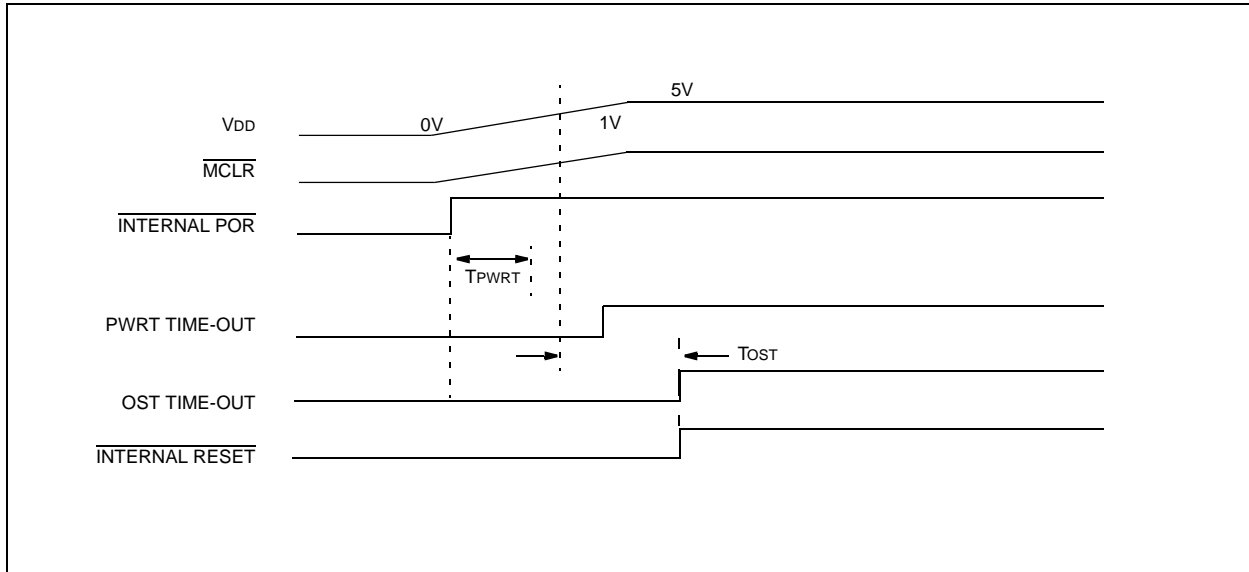 5V
VDD 0V 1V
MCLR
INTERNAL POR
TPWRT
PWRT TIME-OUT
TOST
OST TIME-OUT
INTERNAL RESET